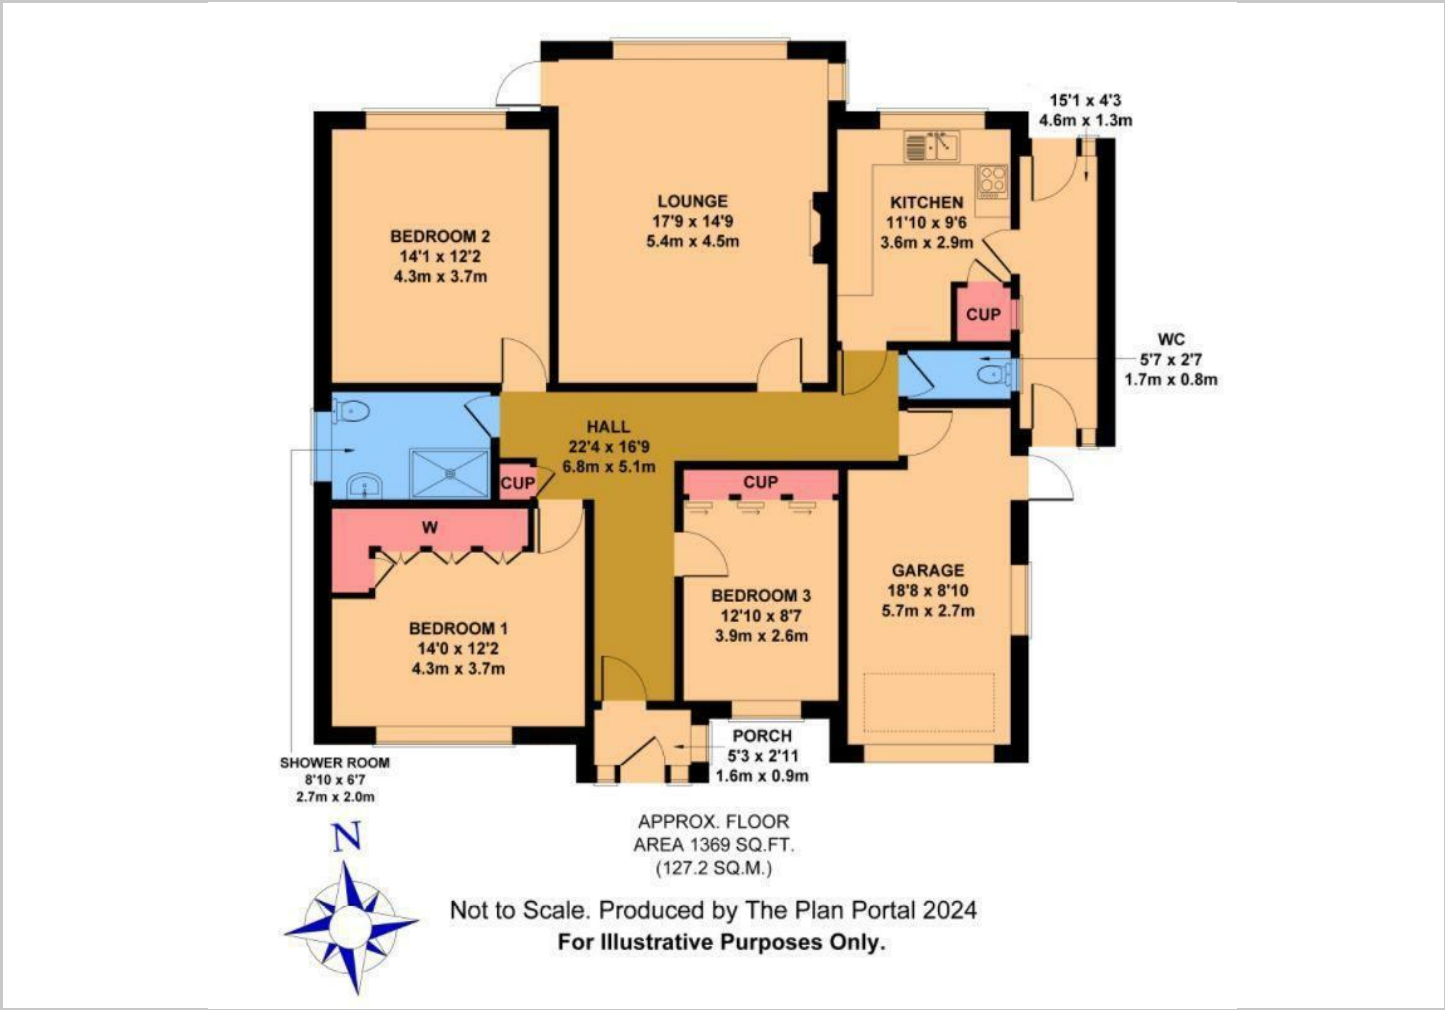 15'1 x 4'3
4.6m x 1.3m
LOUNGE
17'9 x 14'9
5.4m x 4.5m
KITCHEN
11'10 x 9'6
3.6m x 2.9m
BEDROOM 2
14'1 x 12'2
4.3m x 3.7m
CUP
WC
5'7 x 2'7
1.7m x 0.8m
HALL
22'4 x 16'9
6.8m x 5.1m
CUP
CUP
W
GARAGE
18'8 x 8'10
5.7m x 2.7m
BEDROOM 3
12'10 x 8'7
3.9m x 2.6m
BEDROOM 1
14'0 x 12'2
4.3m x 3.7m
PORCH
5'3 x 2'11
1.6m x 0.9m
SHOWER ROOM
8'10 x 6'7
2.7m x 2.0m
N
APPROX. FLOOR
AREA 1369 SQ.FT.
(127.2 SQ.M.)
Not to Scale. Produced by The Plan Portal 2024
For Illustrative Purposes Only.